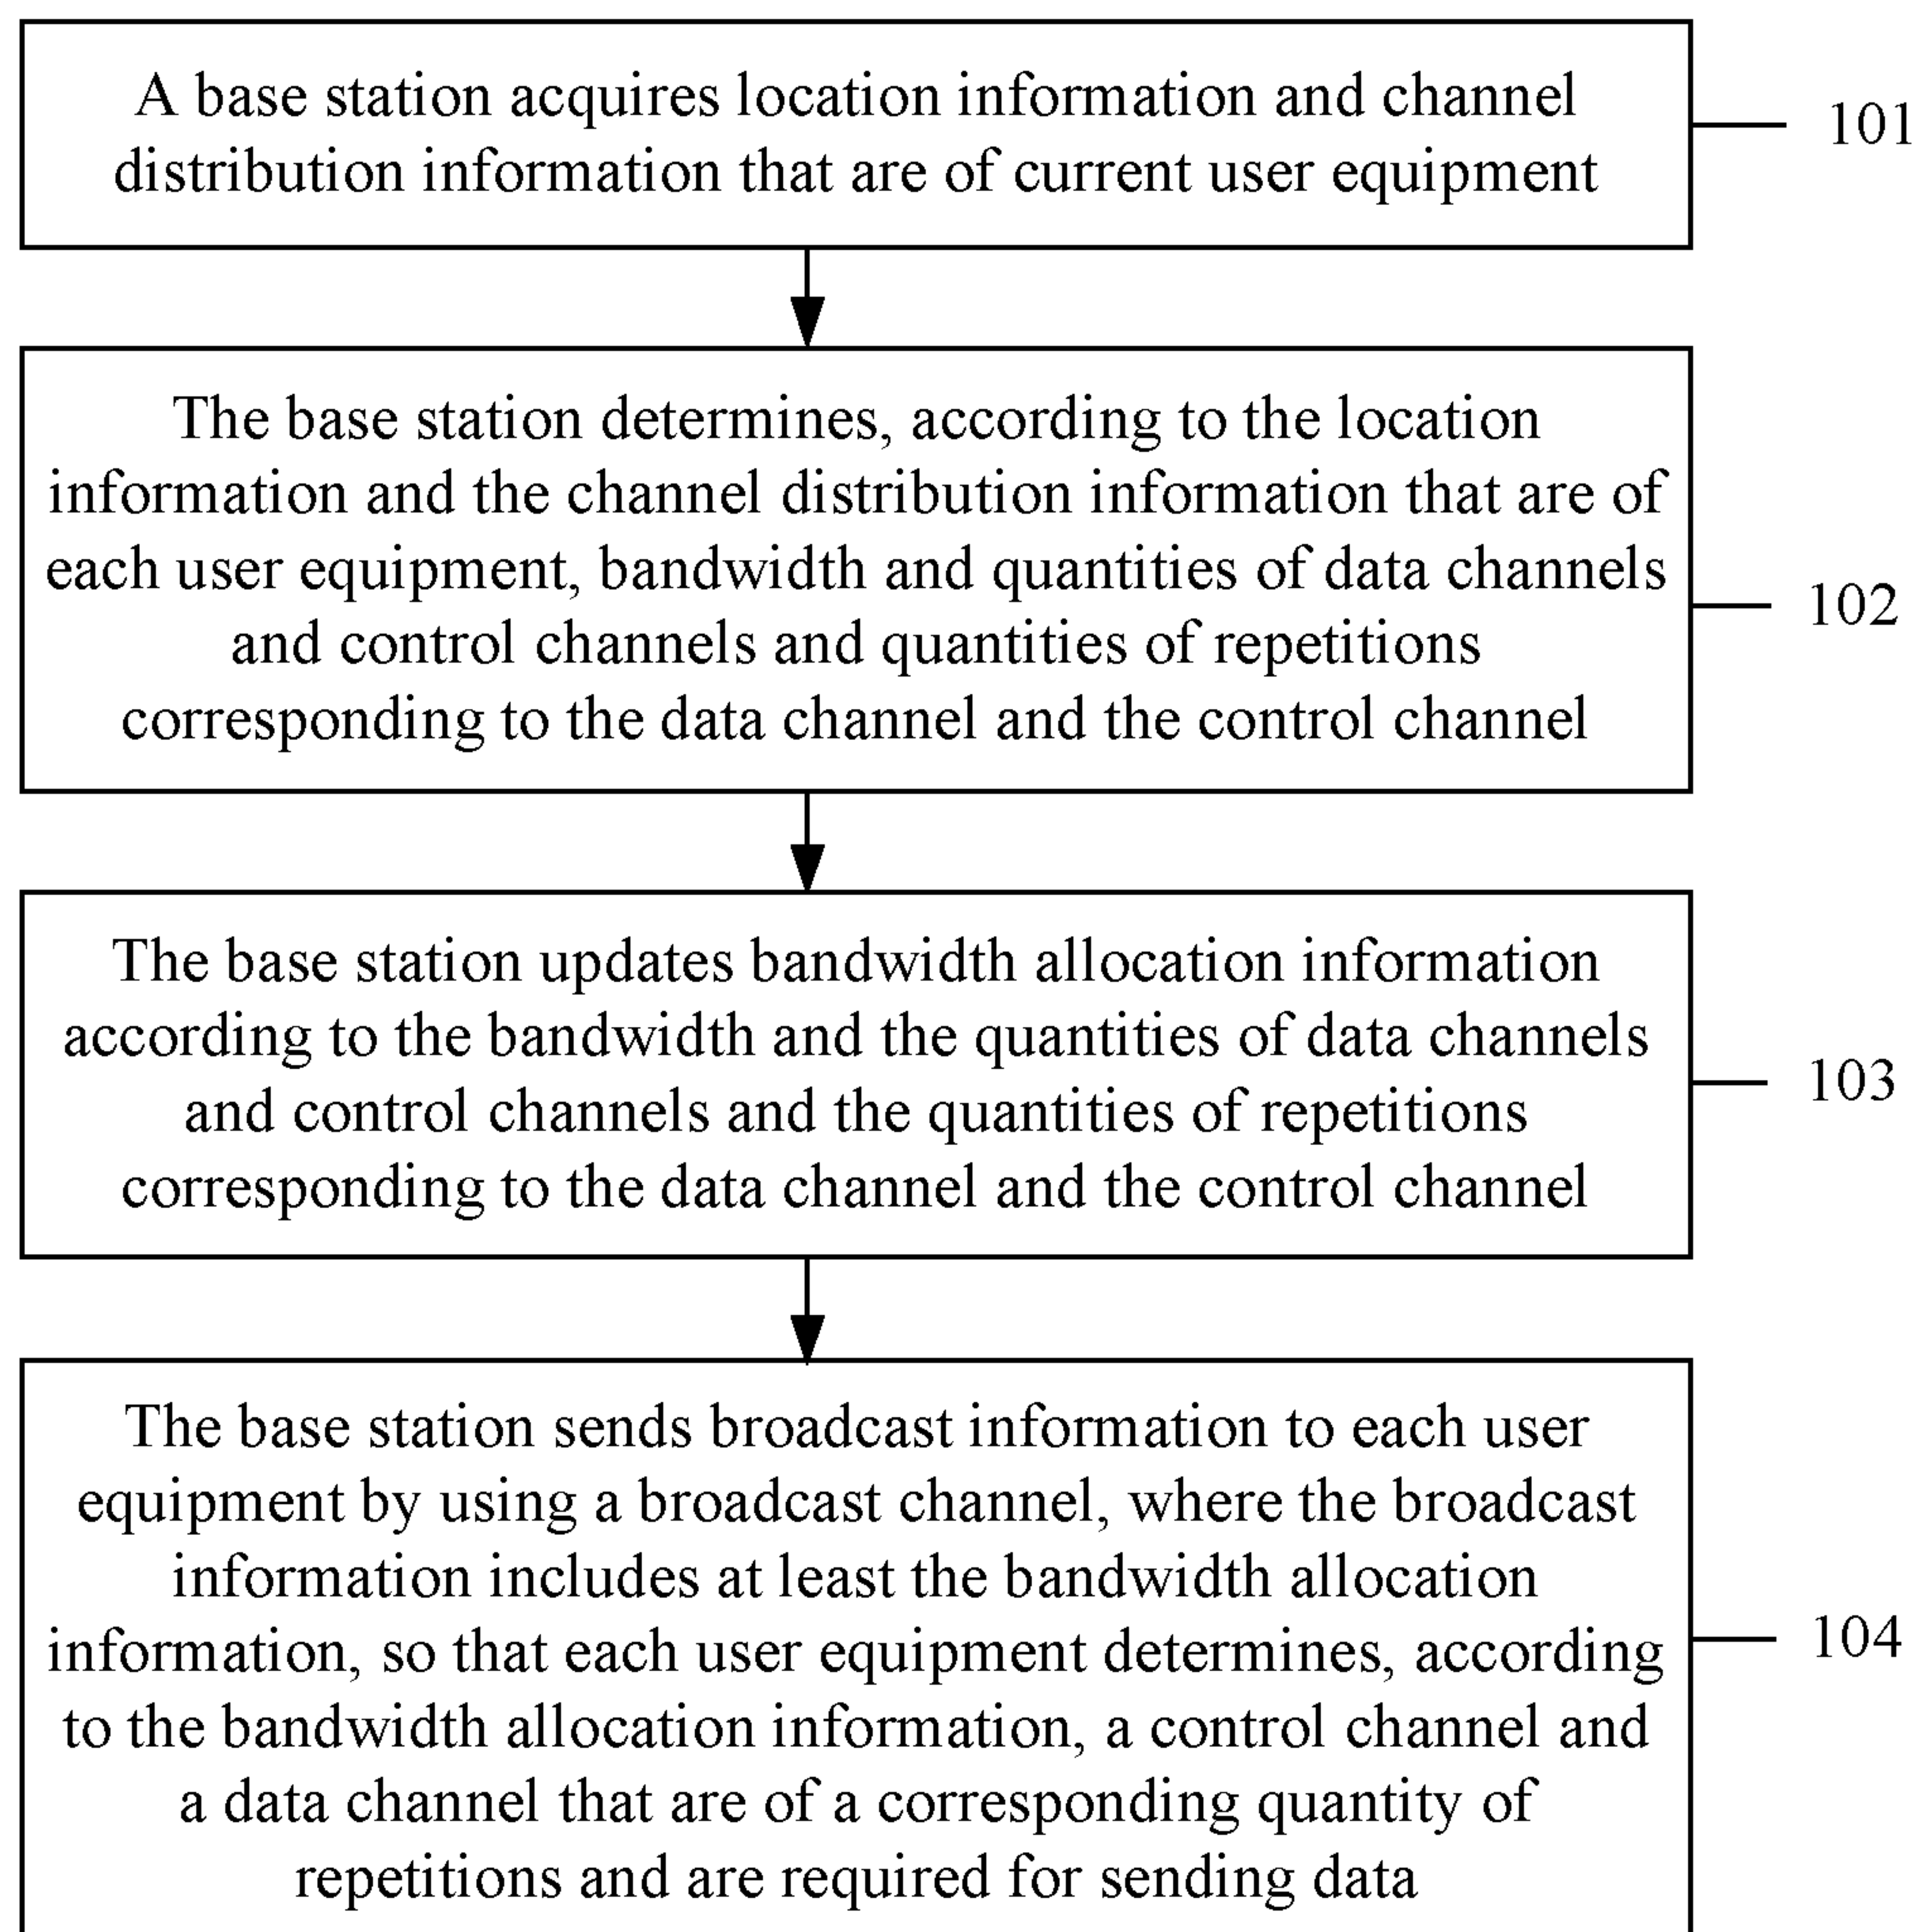 A base station acquires location information and channel
distribution information that are of current user equipment
101
The base station determines, according to the location
information and the channel distribution information that are of
each user equipment, bandwidth and quantities of data channels
and control channels and quantities of repetitions
corresponding to the data channel and the control channel
102
The base station updates bandwidth allocation information
according to the bandwidth and the quantities of data channels
and control channels and the quantities of repetitions
corresponding to the data channel and the control channel
103
The base station sends broadcast information to each user
equipment by using a broadcast channel, where the broadcast
information includes at least the bandwidth allocation
information, so that each user equipment determines, according
to the bandwidth allocation information, a control channel and
a data channel that are of a corresponding quantity of
repetitions and are required for sending data
104